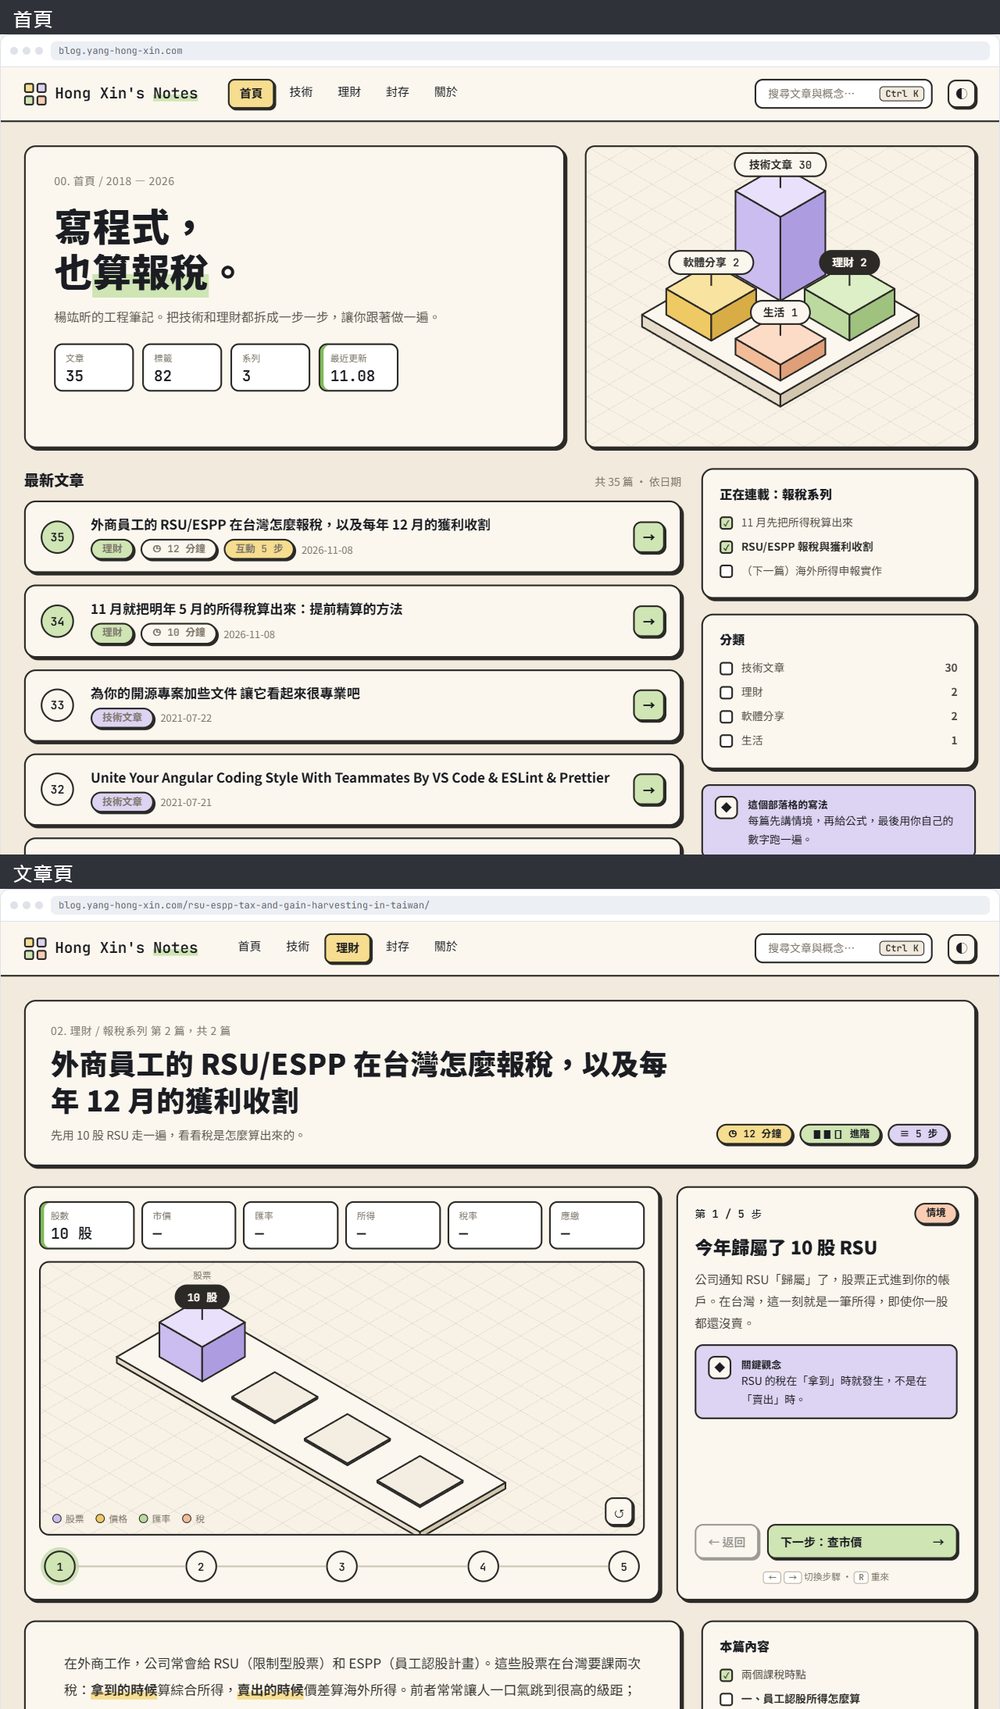 首頁
blog.yang-hong-xin.com
Hong Xin's Notes 首頁 技術 理財 封存 關於 搜尋文章與概念… Ctrl K
00. 首頁 / 2018 — 2026
寫程式，
也算報稅。
楊竑昕的工程筆記。把技術和理財都拆成一步一步，讓你跟著做一遍。
文章 標籤 系列 最近更新
35 82 3 11.08
技術文章 30
軟體分享 2 理財 2
生活 1
最新文章 共 35 篇・依日期
35 外商員工的 RSU/ESPP 在台灣怎麼報稅，以及每年 12 月的獲利收割 →
理財 12 分鐘 互動 5 步 2026-11-08
34 11 月就把明年 5 月的所得稅算出來：提前精算的方法 →
理財 10 分鐘 2026-11-08
33 為你的開源專案加些文件 讓它看起來很專業吧 →
技術文章 2021-07-22
32 Unite Your Angular Coding Style With Teammates By VS Code & ESLint & Prettier →
技術文章 2021-07-21
正在連載：報稅系列
11 月先把所得稅算出來
RSU/ESPP 報稅與獲利收割
（下一篇）海外所得申報實作
分類
技術文章 30
理財 2
軟體分享 2
生活 1
這個部落格的寫法
每篇先講情境，再給公式，最後用你自己的
數字跑一遍。
文章頁
blog.yang-hong-xin.com/rsu-espp-tax-and-gain-harvesting-in-taiwan/
Hong Xin's Notes 首頁 技術 理財 封存 關於 搜尋文章與概念… Ctrl K
02. 理財 / 報稅系列 第 2 篇，共 2 篇
外商員工的 RSU/ESPP 在台灣怎麼報稅，以及每
年 12 月的獲利收割
先用 10 股 RSU 走一遍，看看稅是怎麼算出來的。
12 分鐘 進階 5 步
股數 市價 匯率 所得 稅率 應繳
10 股 — — — — —
股票
10 股
股票 價格 匯率 稅
↺
1 2 3 4 5
第 1 / 5 步 情境
今年歸屬了 10 股 RSU
公司通知 RSU「歸屬」了，股票正式進到你的帳
戶。在台灣，這一刻就是一筆所得，即使你一股
都還沒賣。
關鍵觀念
RSU 的稅在「拿到」時就發生，不是在
「賣出」時。
← 返回 下一步：查市價 →
← → 切換步驟・ R 重來
在外商工作，公司常會給 RSU（限制型股票）和 ESPP（員工認股計畫）。這些股票在台灣要課兩次
稅：拿到的時候算綜合所得，賣出的時候價差算海外所得。前者常常讓人一口氣跳到很高的級距；
本篇內容
兩個課稅時點
一、員工認股所得怎麼算